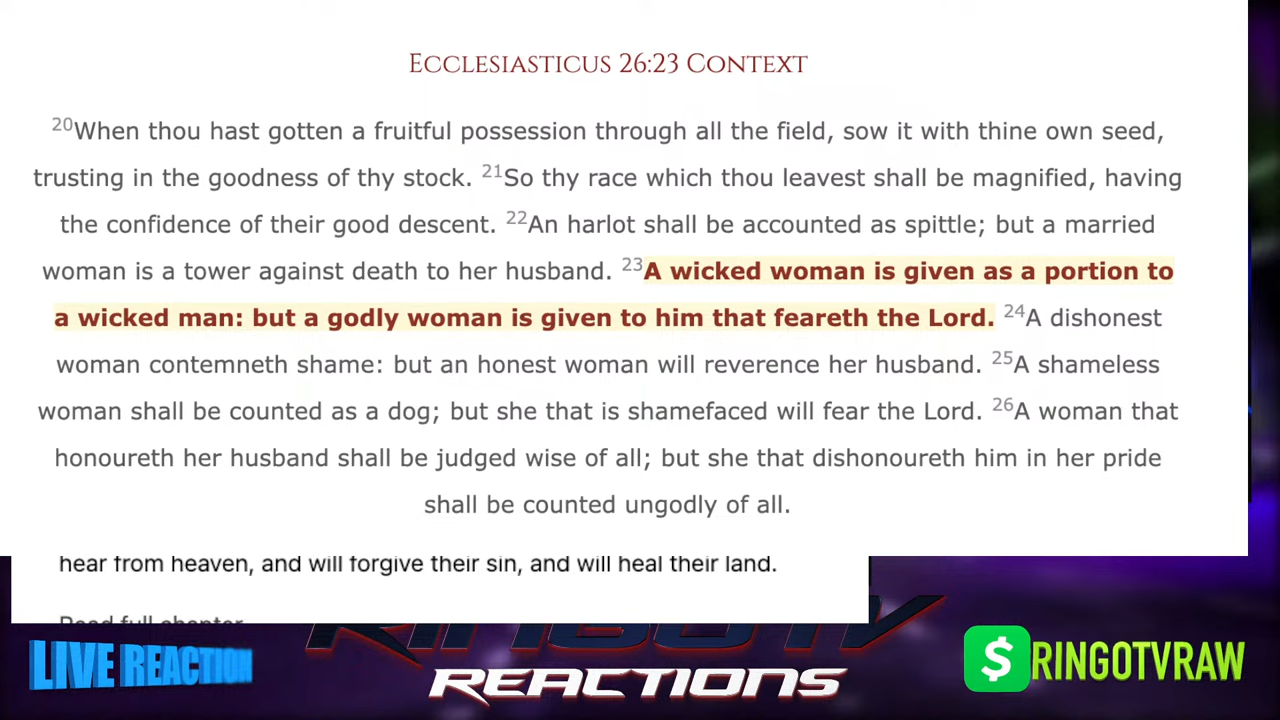 Ecclesiasticus 26:23 Context
20When thou hast gotten a fruitful possession through all the field, sow it with thine own seed,
trusting in the goodness of thy stock. 21So thy race which thou leavest shall be magnified, having
the confidence of their good descent. 22An harlot shall be accounted as spittle; but a married
woman is a tower against death to her husband. 23A wicked woman is given as a portion to
a wicked man: but a godly woman is given to him that feareth the Lord. 24A dishonest
woman contemneth shame: but an honest woman will reverence her husband. 25A shameless
woman shall be counted as a dog; but she that is shamefaced will fear the Lord. 26A woman that
honoureth her husband shall be judged wise of all; but she that dishonoureth him in her pride
shall be counted ungodly of all.
hear from heaven, and will forgive their sin, and will heal their land.
Read full chapter
RINGOTV
LIVE REACTION
REACTIONS
$ RINGOTVRAW